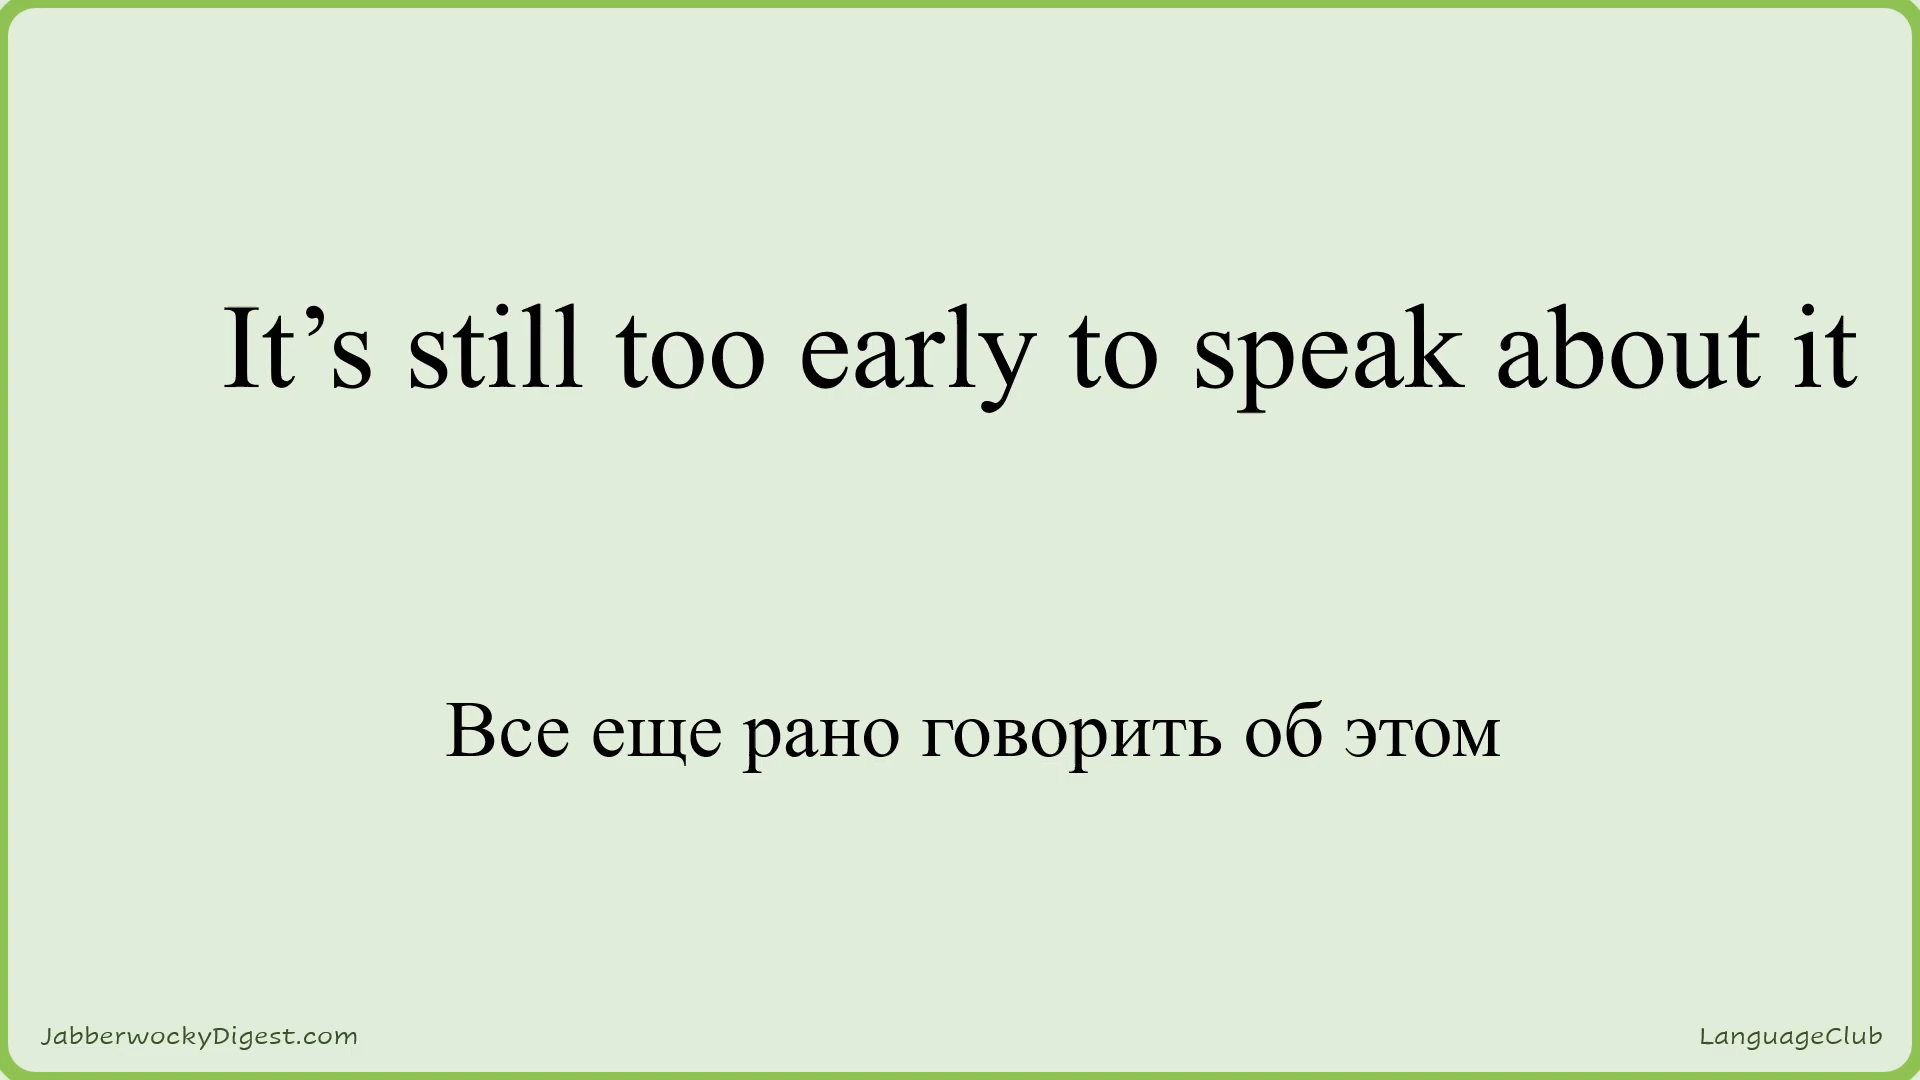 It’s still too early to speak about it
Все еще рано говорить об этом
JabberwockyDigest.com
LanguageClub